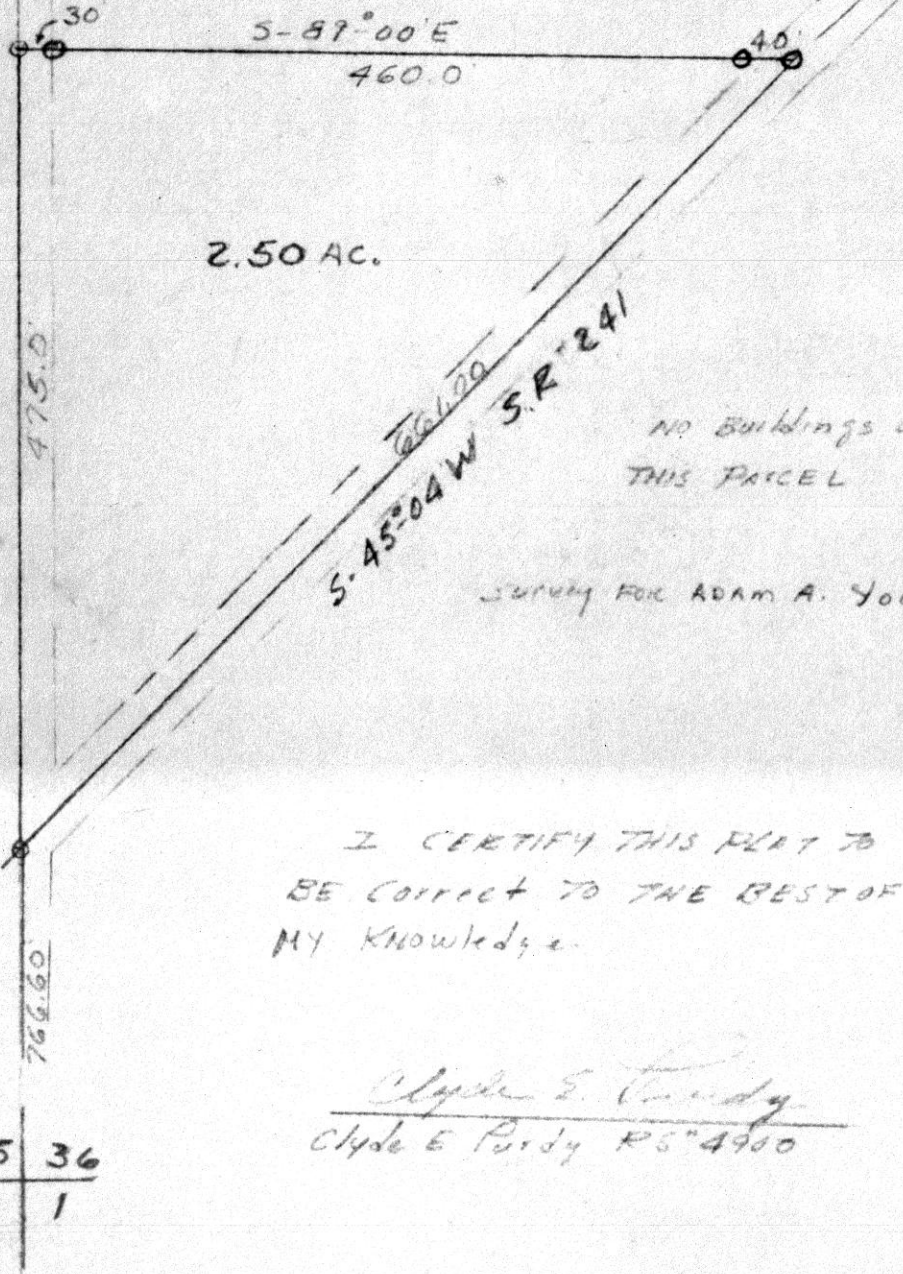 30'
S-89°-00'E
40'
460.0'
2.50 AC.
475.0'
661.00
S-45°-04'W S.R. 241
NO Buildings
THIS PARCEL
Survey FOR ADAM A.
I CERTIFY THIS PLAT TO
BE Correct TO THE BEST OF
MY KNOWledge.
766.60'
Clyde E. Purdy
Clyde E Purdy RS#4900
36
1